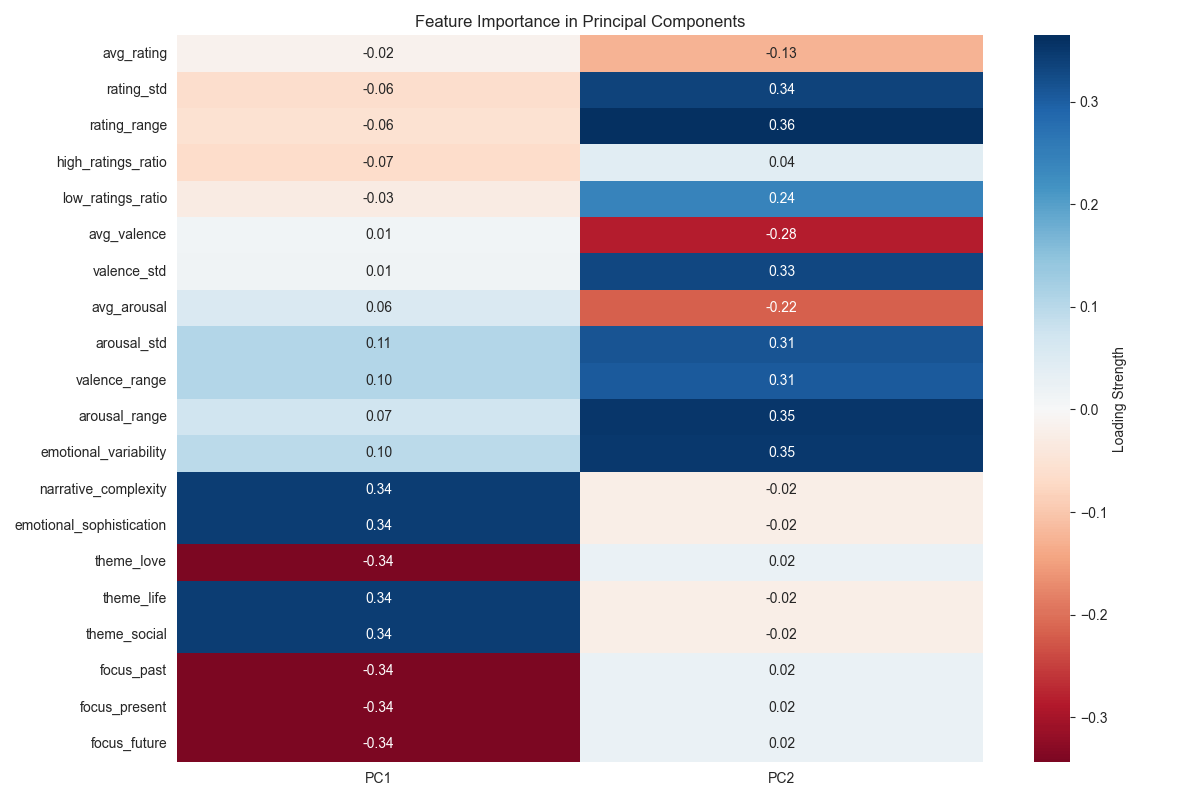 Feature Importance in Principal Components
avg_rating -0.02 -0.13
rating_std -0.06 0.34
rating_range -0.06 0.36
high_ratings_ratio -0.07 0.04
low_ratings_ratio -0.03 0.24
avg_valence 0.01 -0.28
valence_std 0.01 0.33
avg_arousal 0.06 -0.22
arousal_std 0.11 0.31
valence_range 0.10 0.31
arousal_range 0.07 0.35
emotional_variability 0.10 0.35
narrative_complexity 0.34 -0.02
emotional_sophistication 0.34 -0.02
theme_love -0.34 0.02
theme_life 0.34 -0.02
theme_social 0.34 -0.02
focus_past -0.34 0.02
focus_present -0.34 0.02
focus_future -0.34 0.02
PC1 PC2
0.3
0.2
0.1
0.0
−0.1
−0.2
−0.3
Loading Strength